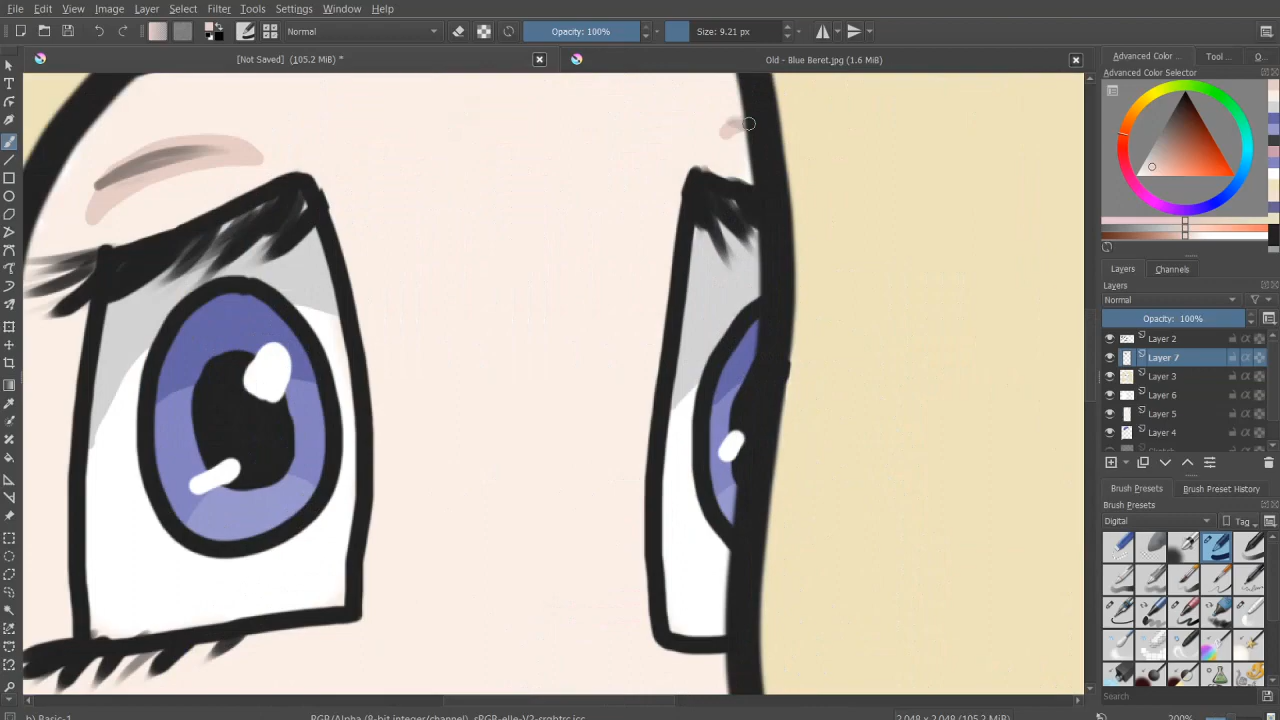 File Edit View Image Layer Select Filter Tools Settings Window Help
Normal
Opacity: 100%
Size: 9.21 px
[Not Saved] (105.2 MiB) *
Old - Blue Beret.jpg (1.6 MiB)
Advanced Color ...
Tool ...
O...
Advanced Color Selector
Layers
Channels
Layers
Normal
Opacity: 100%
Layer 2
Layer 7
Layer 3
Layer 6
Layer 5
Layer 4
Brush Presets
Brush Preset History
Brush Presets
Digital
Tag
Search
b) Basic-1
RGB/Alpha (8-bit integer/channel) sRGB-elle-V2-srgbtrc.icc
2,048 x 2,048 (105.2 MiB)
200%